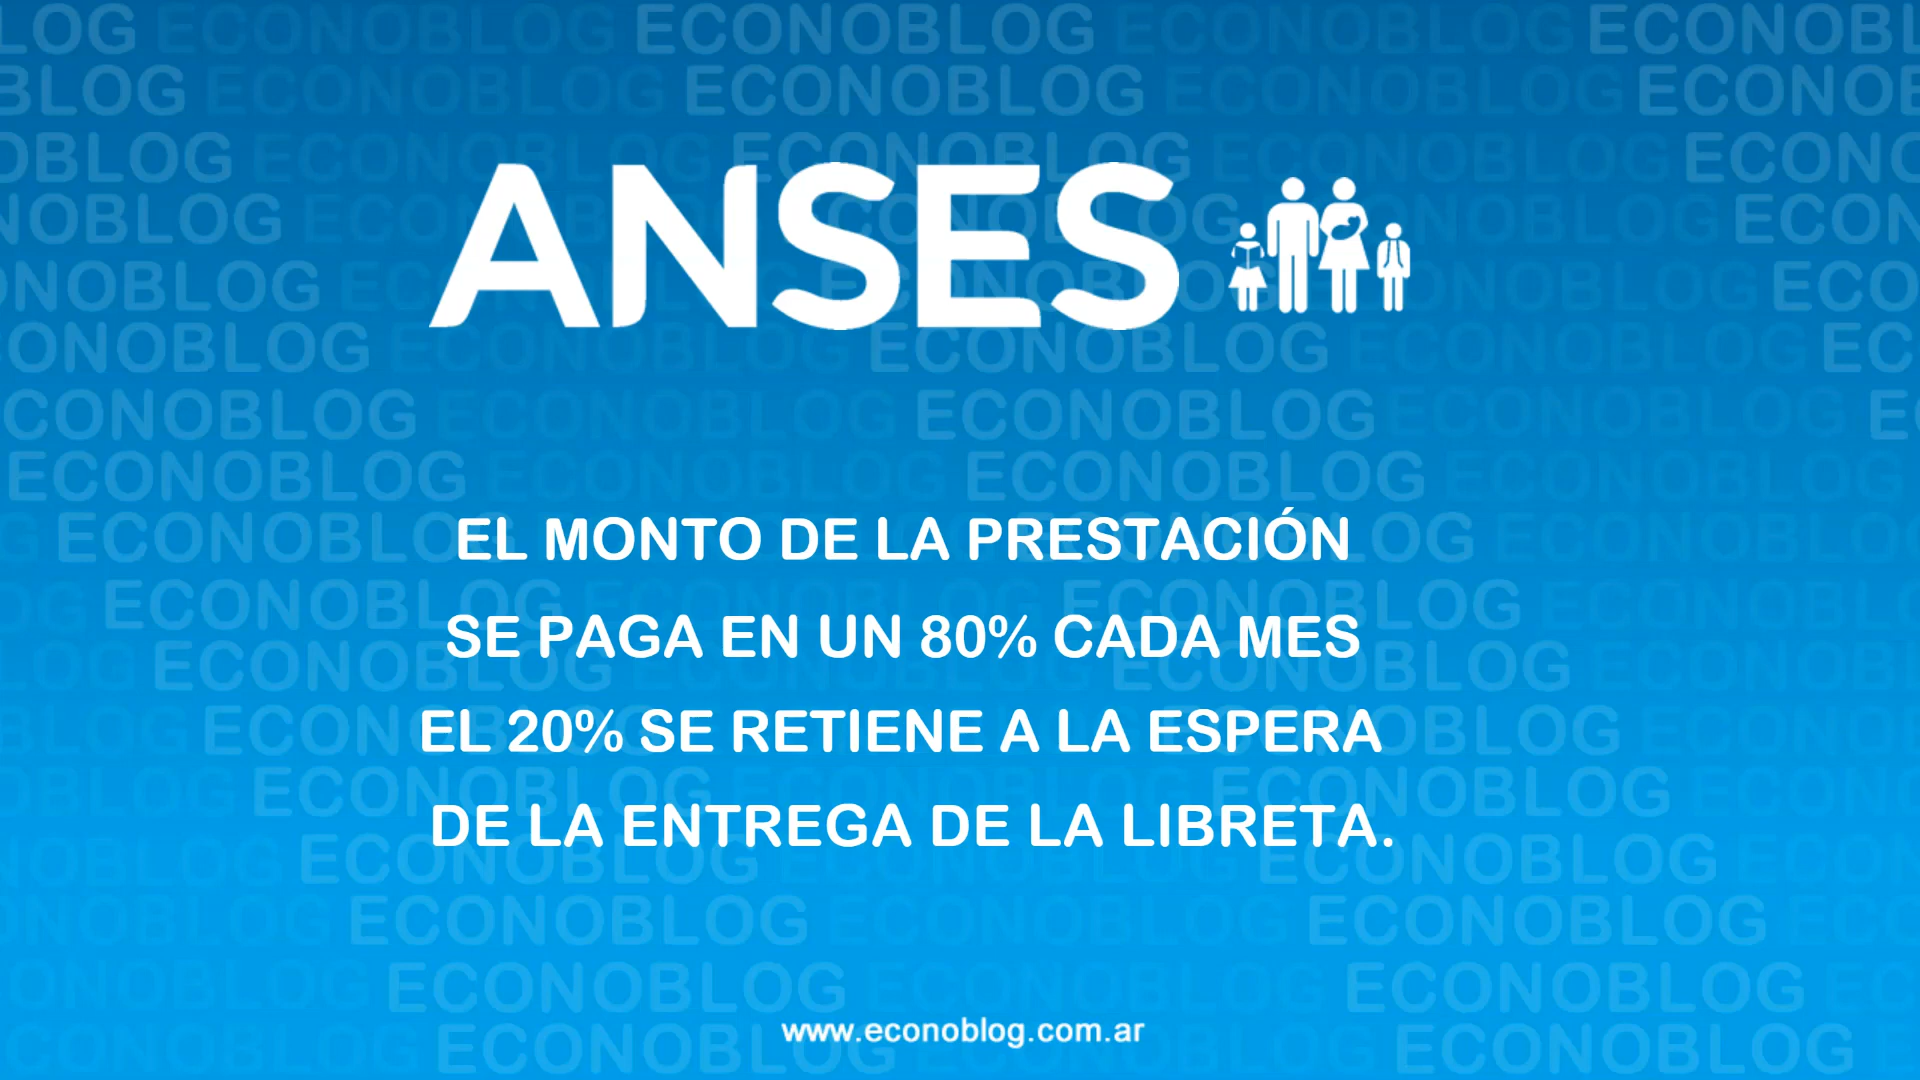 ANSES
EL MONTO DE LA PRESTACIÓN
SE PAGA EN UN 80% CADA MES
EL 20% SE RETIENE A LA ESPERA
DE LA ENTREGA DE LA LIBRETA.
www.econoblog.com.ar